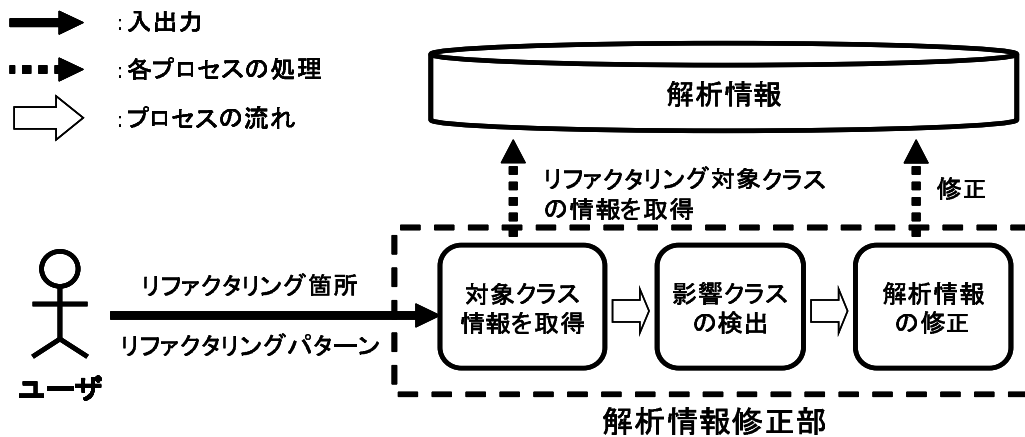 : 入出力
: 各プロセスの処理
: プロセスの流れ
解析情報
リファクタリング対象クラス
の情報を取得
修正
リファクタリング箇所
リファクタリングパターン
ユーザ
対象クラス
情報を取得
影響クラス
の検出
解析情報
の修正
解析情報修正部